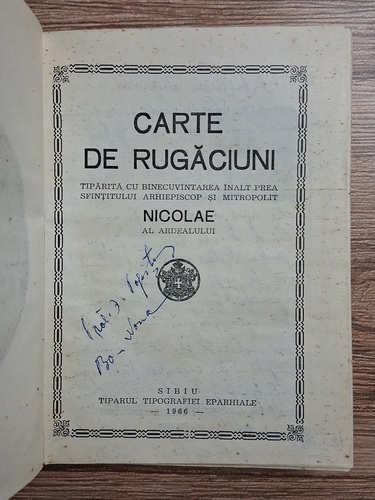 CARTE
DE RUGĂCIUNI
TIPĂRITĂ CU BINECUVÎNTAREA ÎNALT PREA
SFINȚITULUI ARHIEPISCOP ȘI MITROPOLIT
NICOLAE
AL ARDEALULUI
SIBIU
TIPARUL TIPOGRAFIEI EPARHIALE
— 1966 —